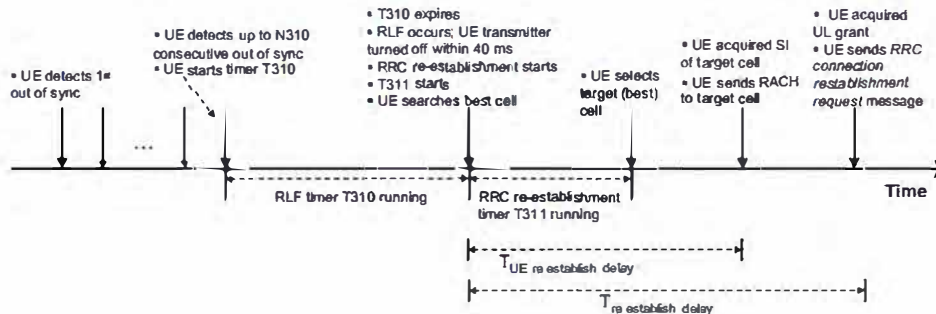 • UE detects 1st
out of sync
...
• UE detects up to N310
consecutive out of sync
• UE starts timer T310
• T310 expires
• RLF occurs; UE transmitter
turned off within 40 ms
• RRC re-establishment starts
• T311 starts
• UE searches best cell
• UE selects
target (best)
cell
• UE acquired SI
of target cell
• UE sends RACH
to target cell
• UE acquired
UL grant
• UE sends RRC
connection
restablishment
request message
Time
RLF timer T310 running
RRC re-establishment
timer T311 running
T UE re establish delay
T re establish delay